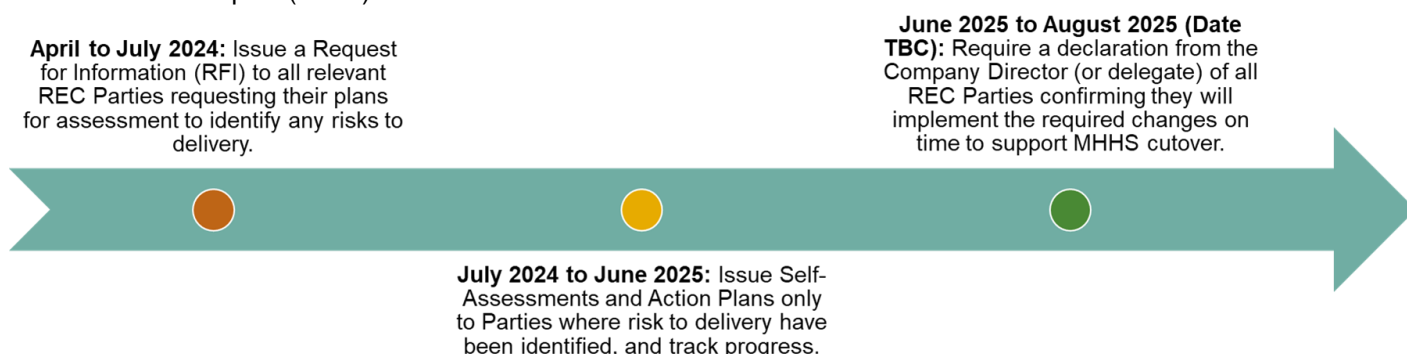 April to July 2024: Issue a Request
for Information (RFI) to all relevant
REC Parties requesting their plans
for assessment to identify any risks to
delivery.
July 2024 to June 2025: Issue Self-
Assessments and Action Plans only
to Parties where risk to delivery have
been identified, and track progress.
June 2025 to August 2025 (Date
TBC): Require a declaration from the
Company Director (or delegate) of all
REC Parties confirming they will
implement the required changes on
time to support MHHS cutover.